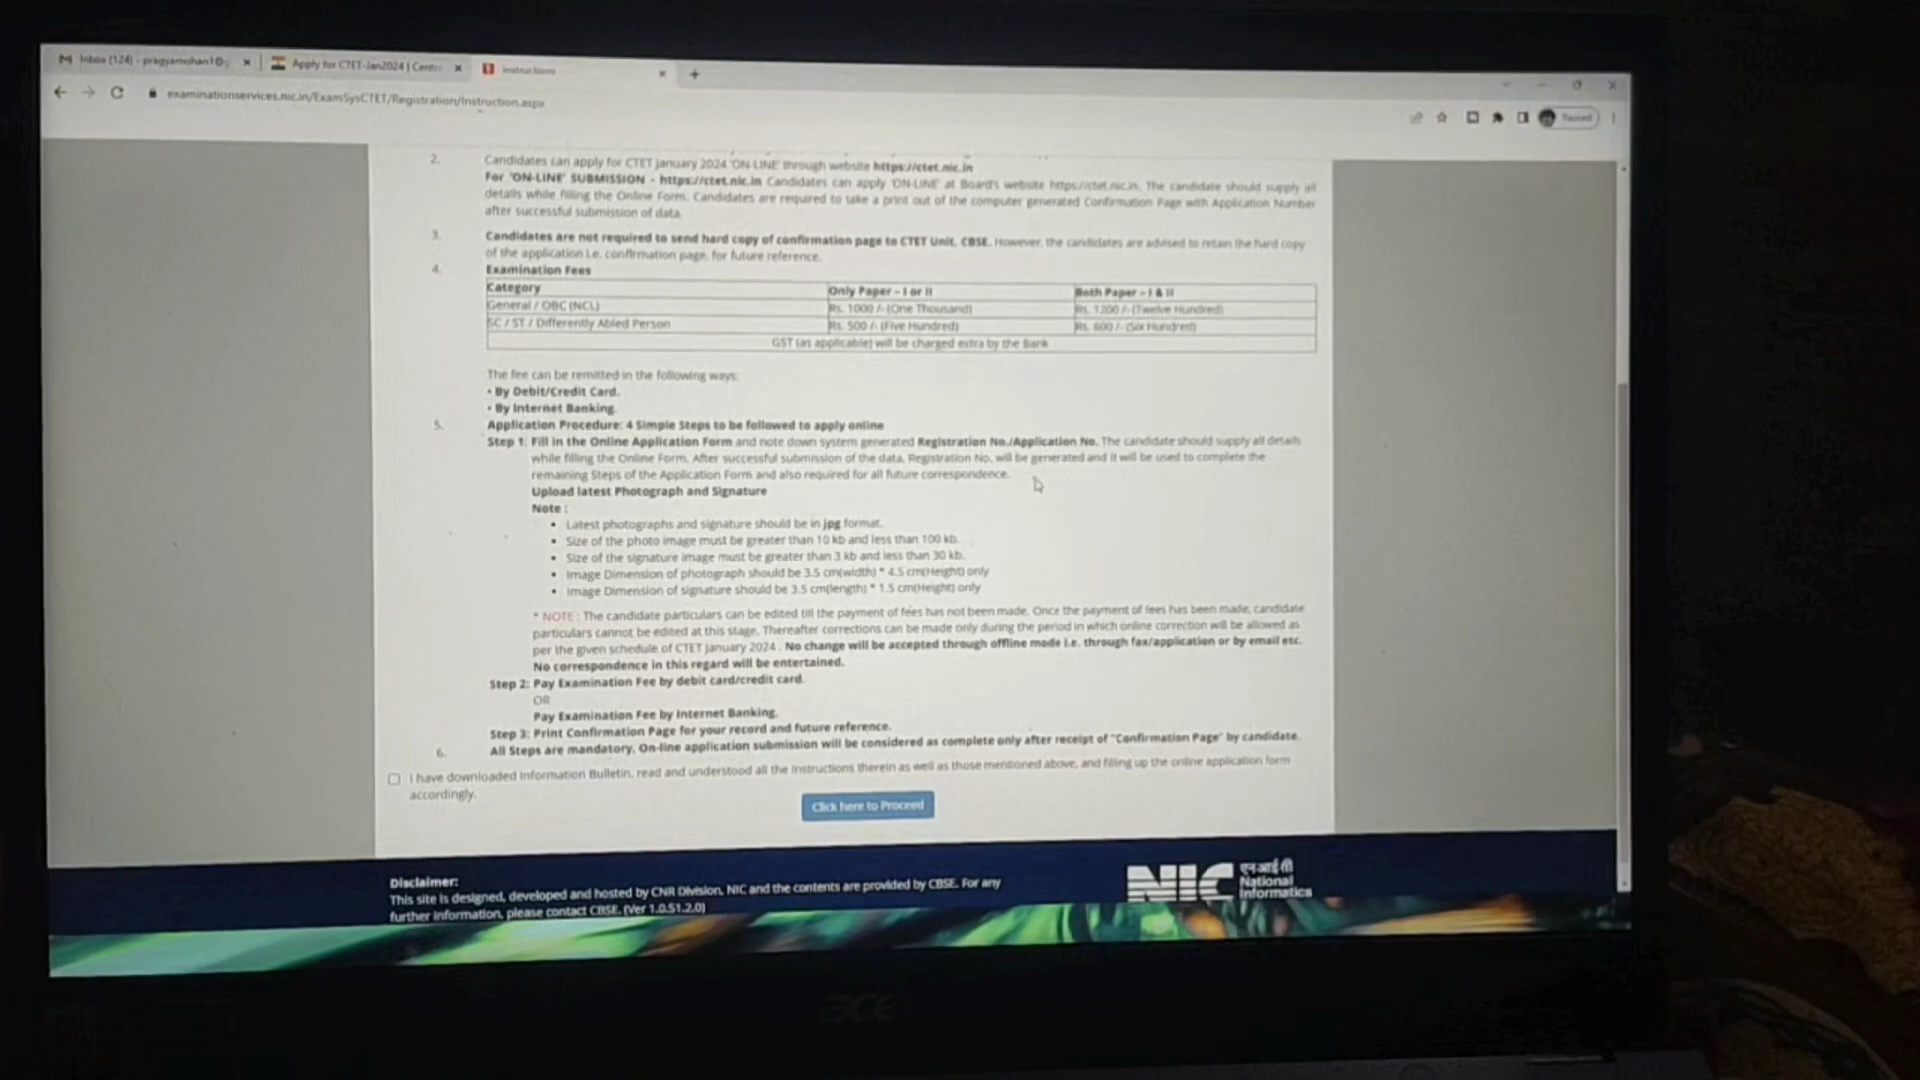 Inbox (124) - pragyamohan1@
Apply for CTET-Jan2024 | Centr
Instructions
examinationservices.nic.in/ExamSysCTET/Registration/Instruction.aspx
Paused
2. Candidates can apply for CTET January 2024 'ON-LINE' through website https://ctet.nic.in
For 'ON-LINE' SUBMISSION - https://ctet.nic.in Candidates can apply 'ON-LINE' at Board's website https://ctet.nic.in. The candidate should supply all
details while filling the Online Form. Candidates are required to take a print out of the computer generated Confirmation Page with Application Number
after successful submission of data.
3. Candidates are not required to send hard copy of confirmation page to CTET Unit, CBSE. However, the candidates are advised to retain the hard copy
of the application i.e. confirmation page, for future reference.
4. Examination Fees
Category Only Paper - I or II Both Paper - I & II
General / OBC (NCL) Rs. 1000 /- (One Thousand) Rs. 1200 /- (Twelve Hundred)
SC / ST / Differently Abled Person Rs. 500 /- (Five Hundred) Rs. 600 /- (Six Hundred)
GST (as applicable) will be charged extra by the Bank
The fee can be remitted in the following ways:
• By Debit/Credit Card.
• By Internet Banking.
5. Application Procedure: 4 Simple Steps to be followed to apply online
Step 1: Fill in the Online Application Form and note down system generated Registration No./Application No. The candidate should supply all details
while filling the Online Form. After successful submission of the data, Registration No. will be generated and it will be used to complete the
remaining Steps of the Application Form and also required for all future correspondence.
Upload latest Photograph and Signature
Note :
• Latest photographs and signature should be in jpg format.
• Size of the photo image must be greater than 10 kb and less than 100 kb.
• Size of the signature image must be greater than 3 kb and less than 30 kb.
• Image Dimension of photograph should be 3.5 cm(width) * 4.5 cm(Height) only
• Image Dimension of signature should be 3.5 cm(length) * 1.5 cm(Height) only
* NOTE : The candidate particulars can be edited till the payment of fees has not been made. Once the payment of fees has been made, candidate
particulars cannot be edited at this stage. Thereafter corrections can be made only during the period in which online correction will be allowed as
per the given schedule of CTET January 2024 . No change will be accepted through offline mode i.e. through fax/application or by email etc.
No correspondence in this regard will be entertained.
Step 2: Pay Examination Fee by debit card/credit card.
OR
Pay Examination Fee by Internet Banking.
Step 3: Print Confirmation Page for your record and future reference.
6. All Steps are mandatory, On-line application submission will be considered as complete only after receipt of "Confirmation Page" by candidate.
I have downloaded Information Bulletin, read and understood all the Instructions therein as well as those mentioned above, and filling up the online application form
accordingly.
Click here to Proceed
Disclaimer:
This site is designed, developed and hosted by CNR Division, NIC and the contents are provided by CBSE. For any
further information, please contact CBSE. (Ver 1.0.51.2.0)
NIC एनआईसी
National
Informatics
acer